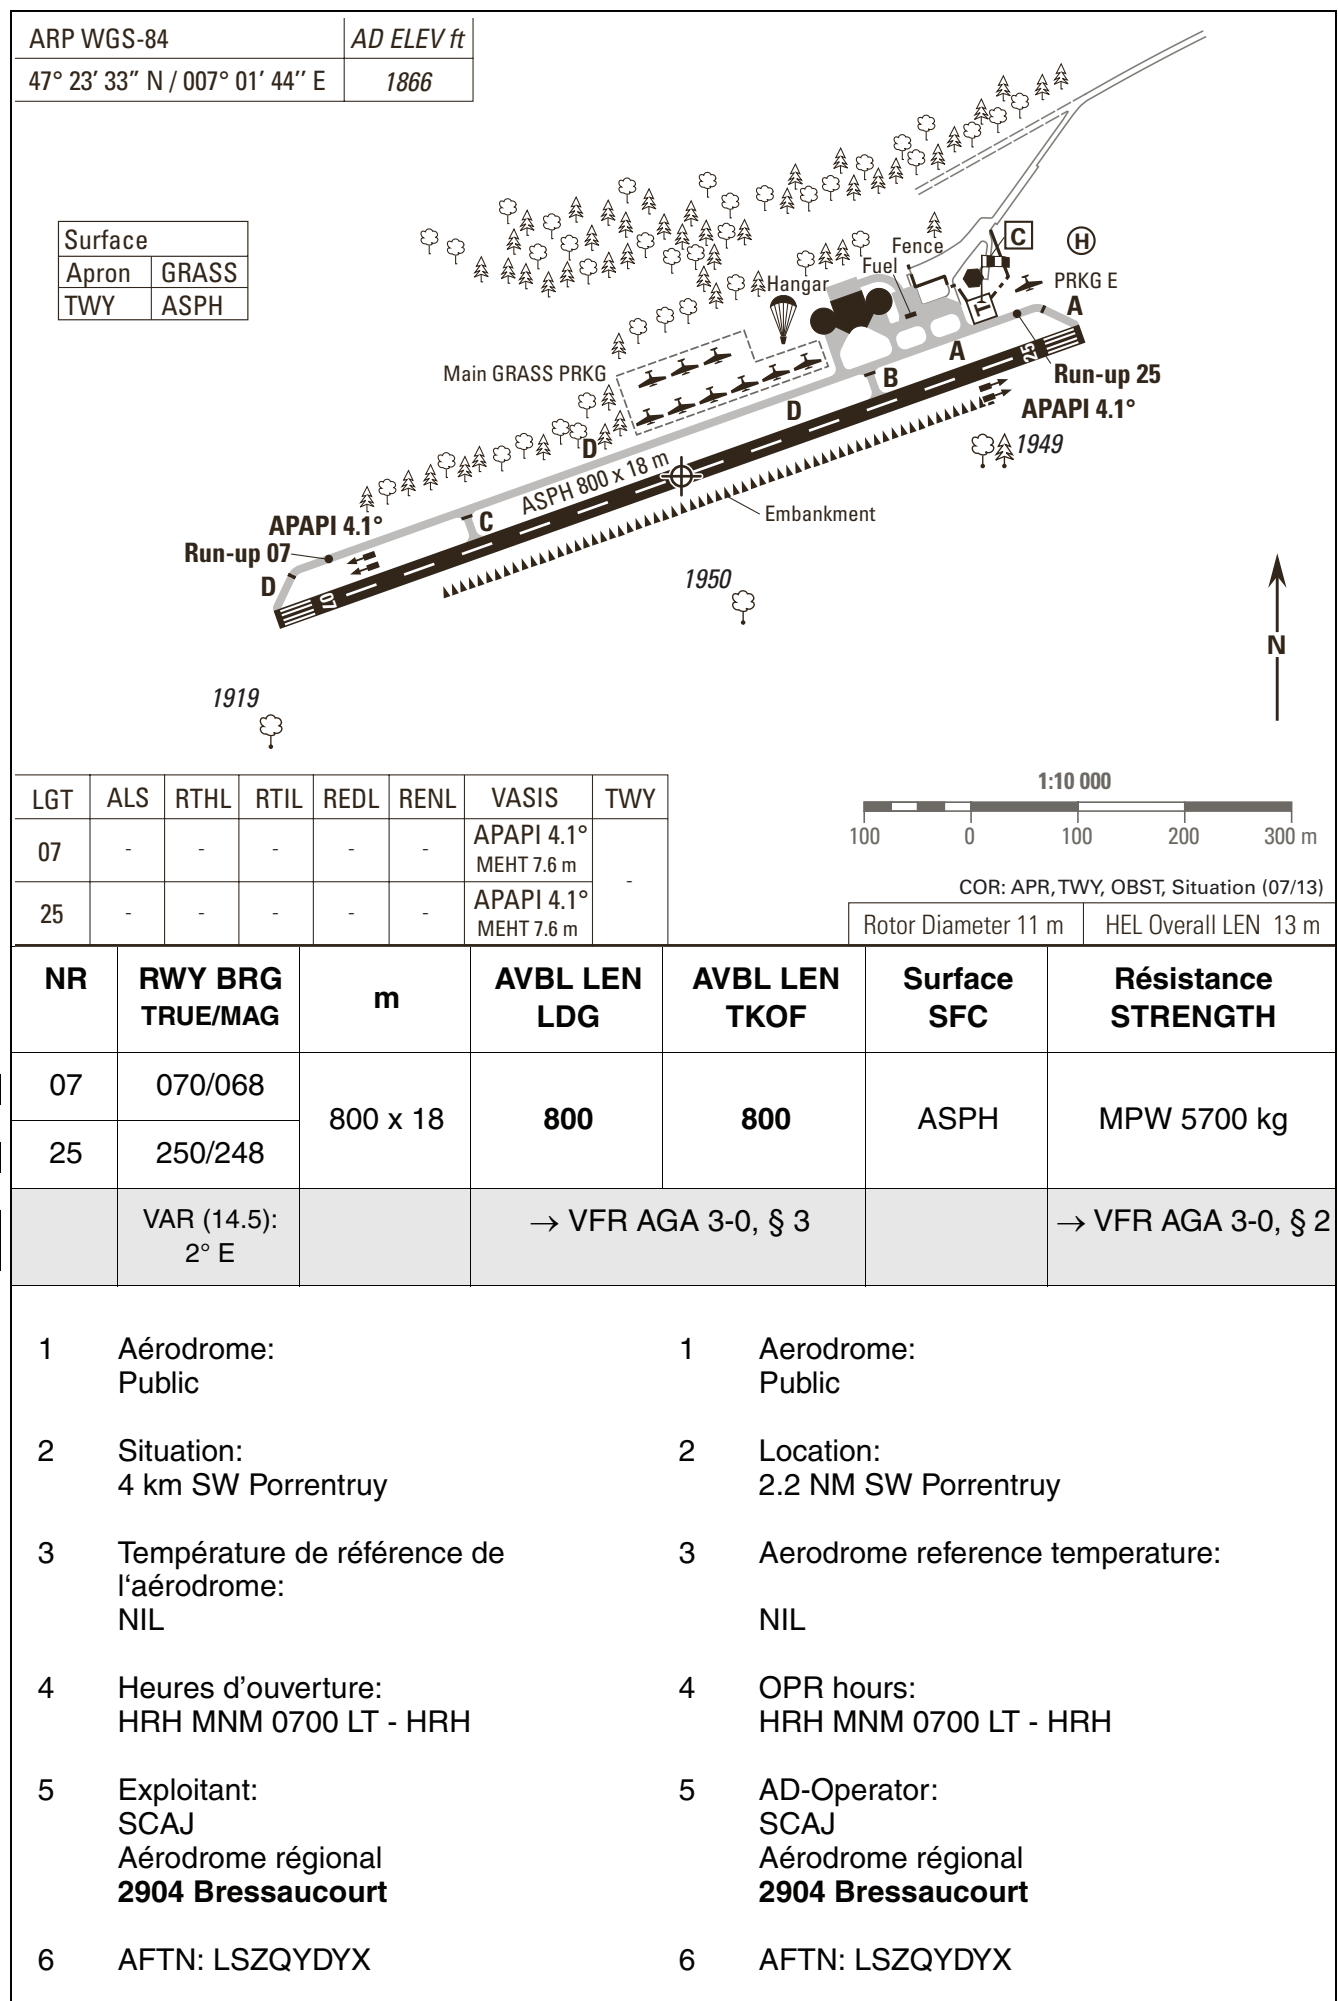 ARP WGS-84 AD ELEV ft
47° 23′ 33″ N / 007° 01′ 44″ E 1866
Surface
Apron GRASS
TWY ASPH
Fence
C
H
Fuel
PRKG E
Hangar
T
A
25
A
Main GRASS PRKG
B
Run-up 25
D
APAPI 4.1°
1949
D
ASPH 800 x 18 m
Embankment
C
APAPI 4.1°
Run-up 07
D
07
1950
N
1919
1:10 000
100 0 100 200 300 m
COR: APR, TWY, OBST, Situation (07/13)
Rotor Diameter 11 m HEL Overall LEN 13 m
LGT ALS RTHL RTIL REDL RENL VASIS TWY
07 - - - - - APAPI 4.1°
MEHT 7.6 m
-
25 - - - - - APAPI 4.1°
MEHT 7.6 m
NR RWY BRG m AVBL LEN AVBL LEN Surface Résistance
TRUE/MAG LDG TKOF SFC STRENGTH
07 070/068
800 x 18 800 800 ASPH MPW 5700 kg
25 250/248
VAR (14.5): → VFR AGA 3-0, § 3 → VFR AGA 3-0, § 2
2° E
1 Aérodrome:
Public
2 Situation:
4 km SW Porrentruy
3 Température de référence de
l‘aérodrome:
NIL
4 Heures d’ouverture:
HRH MNM 0700 LT - HRH
5 Exploitant:
SCAJ
Aérodrome régional
2904 Bressaucourt
6 AFTN: LSZQYDYX
1 Aerodrome:
Public
2 Location:
2.2 NM SW Porrentruy
3 Aerodrome reference temperature:
NIL
4 OPR hours:
HRH MNM 0700 LT - HRH
5 AD-Operator:
SCAJ
Aérodrome régional
2904 Bressaucourt
6 AFTN: LSZQYDYX